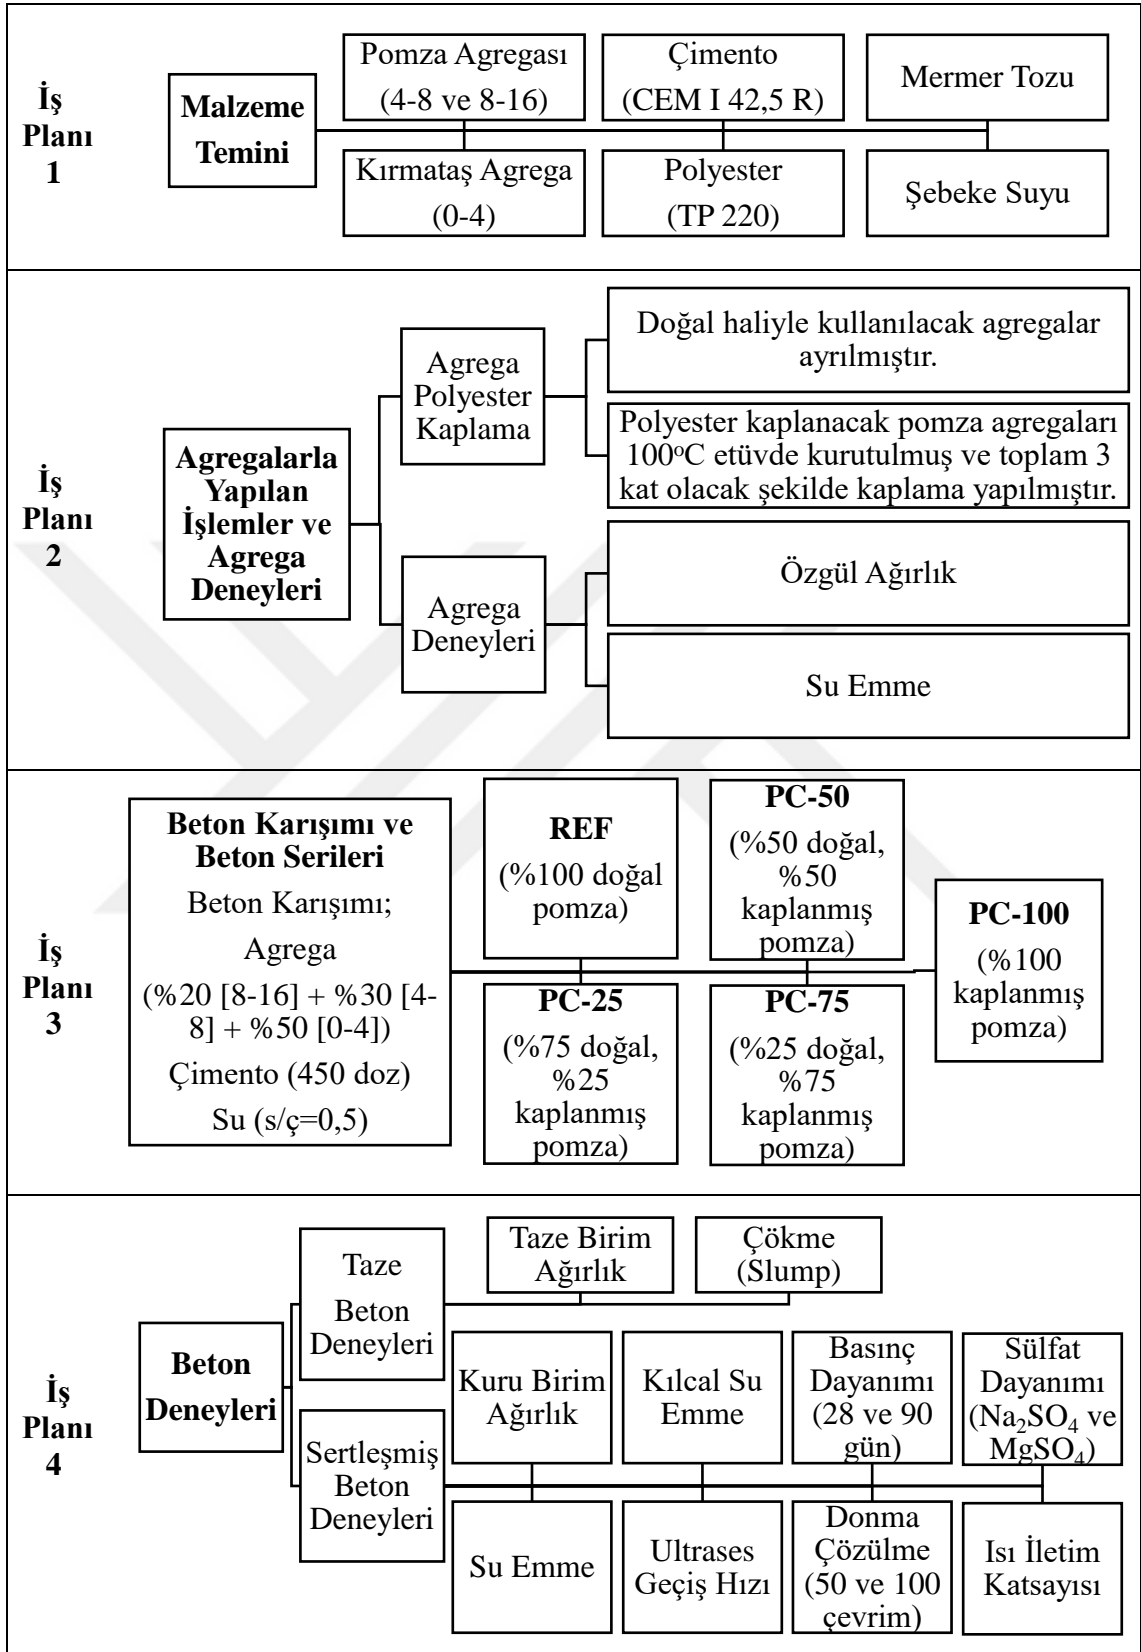 İş
Planı
1
Malzeme
Temini
Pomza Agregası
(4-8 ve 8-16)
Çimento
(CEM I 42,5 R)
Mermer Tozu
Kırmataş Agrega
(0-4)
Polyester
(TP 220)
Şebeke Suyu
İş
Planı
2
Agregalarla
Yapılan
İşlemler ve
Agrega
Deneyleri
Agrega
Polyester
Kaplama
Doğal haliyle kullanılacak agregalar
ayrılmıştır.
Polyester kaplanacak pomza agregaları
100°C etüvde kurutulmuş ve toplam 3
kat olacak şekilde kaplama yapılmıştır.
Agrega
Deneyleri
Özgül Ağırlık
Su Emme
İş
Planı
3
Beton Karışımı ve
Beton Serileri
Beton Karışımı;
Agrega
(%20 [8-16] + %30 [4-
8] + %50 [0-4])
Çimento (450 doz)
Su (s/ç=0,5)
REF
(%100 doğal
pomza)
PC-50
(%50 doğal,
%50
kaplanmış
pomza)
PC-100
(%100
kaplanmış
pomza)
PC-25
(%75 doğal,
%25
kaplanmış
pomza)
PC-75
(%25 doğal,
%75
kaplanmış
pomza)
İş
Planı
4
Beton
Deneyleri
Taze
Beton
Deneyleri
Taze Birim
Ağırlık
Çökme
(Slump)
Sertleşmiş
Beton
Deneyleri
Kuru Birim
Ağırlık
Kılcal Su
Emme
Basınç
Dayanımı
(28 ve 90
gün)
Sülfat
Dayanımı
(Na₂SO₄ ve
MgSO₄)
Su Emme
Ultrases
Geçiş Hızı
Donma
Çözülme
(50 ve 100
çevrim)
Isı İletim
Katsayısı